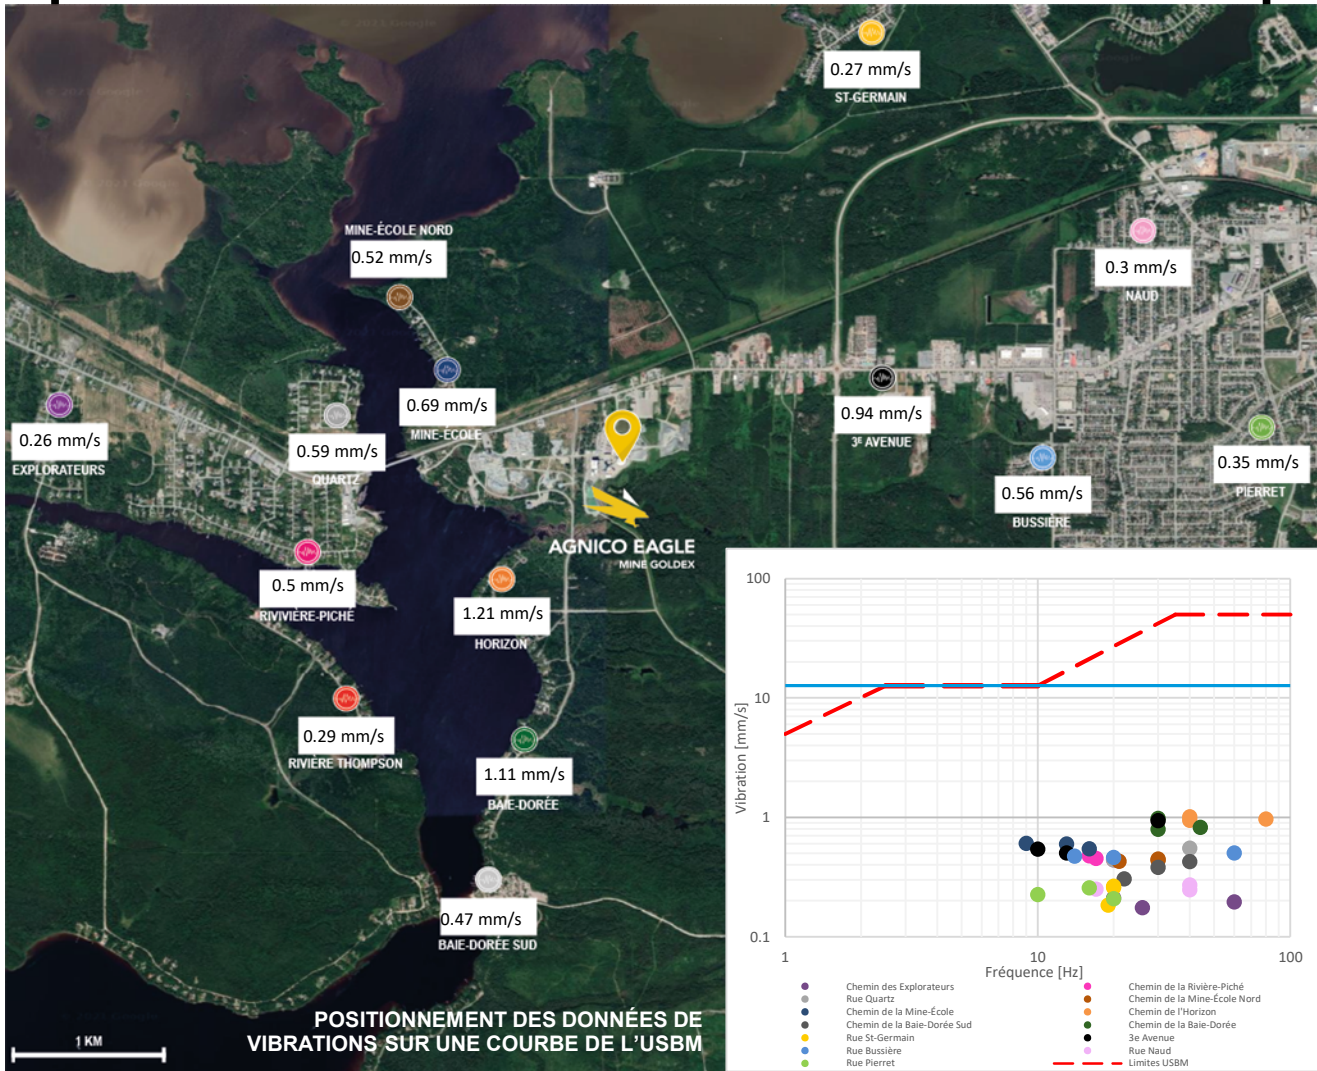 0.27 mm/s
ST-GERMAIN
MINE-ÉCOLE NORD
0.52 mm/s
0.3 mm/s
NAUD
0.69 mm/s
MINE-ÉCOLE
0.94 mm/s
3E AVENUE
0.26 mm/s
EXPLORATEURS
0.59 mm/s
QUARTZ
0.35 mm/s
PIERRET
0.56 mm/s
BUSSIÈRE
AGNICO EAGLE
MINE GOLDEX
0.5 mm/s
RIVIVIÈRE-PICHÉ
1.21 mm/s
HORIZON
0.29 mm/s
RIVIÈRE THOMPSON
1.11 mm/s
BAIE-DORÉE
0.47 mm/s
BAIE-DORÉE SUD
POSITIONNEMENT DES DONNÉES DE
VIBRATIONS SUR UNE COURBE DE L'USBM
1 KM
100
10
1
0.1
Vibration [mm/s]
1 10 100
Fréquence [Hz]
Chemin des Explorateurs Chemin de la Rivière-Piché
Rue Quartz Chemin de la Mine-École Nord
Chemin de la Mine-École Chemin de l'Horizon
Chemin de la Baie-Dorée Sud Chemin de la Baie-Dorée
Rue St-Germain 3e Avenue
Rue Bussière Rue Naud
Rue Pierret Limites USBM